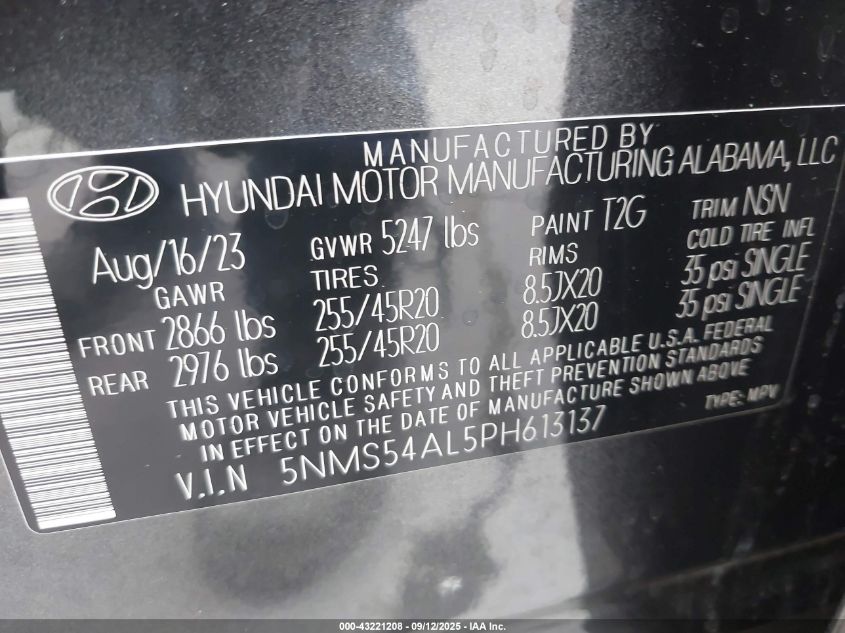 MANUFACTURED BY
HYUNDAI MOTOR MANUFACTURING ALABAMA, LLC
Aug/16/23 GVWR 5247 lbs PAINT T2G TRIM NSN
GAWR TIRES RIMS COLD TIRE INFL
FRONT 2866 lbs 255/45R20 8.5JX20 35 psi SINGLE
REAR 2976 lbs 255/45R20 8.5JX20 35 psi SINGLE
THIS VEHICLE CONFORMS TO ALL APPLICABLE U.S.A. FEDERAL
MOTOR VEHICLE SAFETY AND THEFT PREVENTION STANDARDS
IN EFFECT ON THE DATE OF MANUFACTURE SHOWN ABOVE
V.I.N 5NMS54AL5PH613137 TYPE: MPV
000-43221208 - 09/12/2025 - IAA Inc.